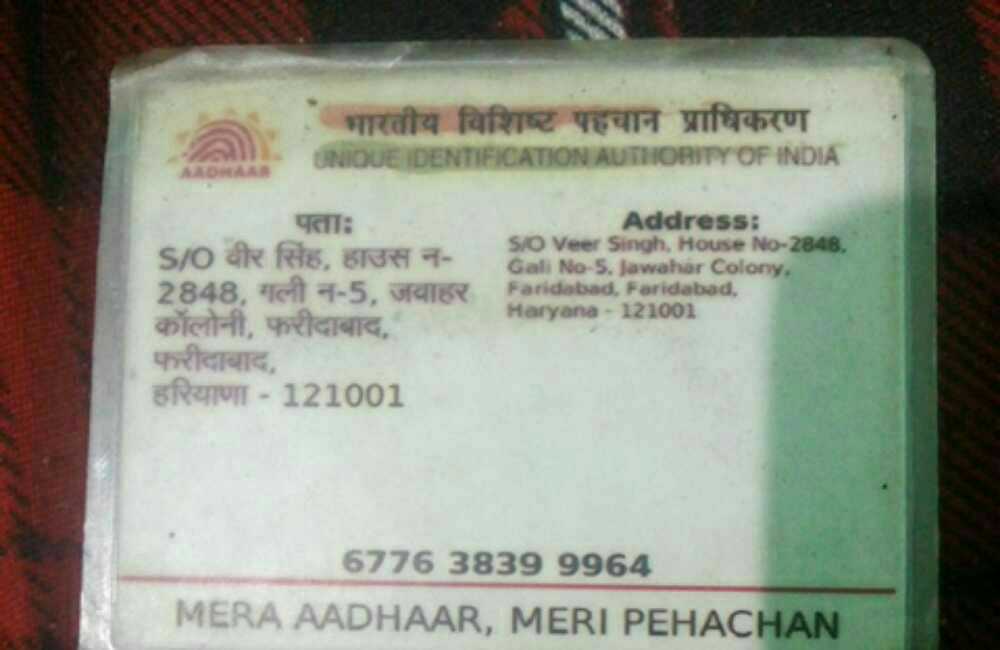 भारतीय विशिष्ट पहचान प्राधिकरण
UNIQUE IDENTIFICATION AUTHORITY OF INDIA
AADHAAR
पता:
S/O वीर सिंह, हाउस न-
2848, गली न-5, जवाहर
कॉलोनी, फरीदाबाद,
फरीदाबाद,
हरियाणा - 121001
Address:
S/O Veer Singh, House No-2848,
Gali No-5, Jawahar Colony,
Faridabad, Faridabad,
Haryana - 121001
6776 3839 9964
MERA AADHAAR, MERI PEHACHAN